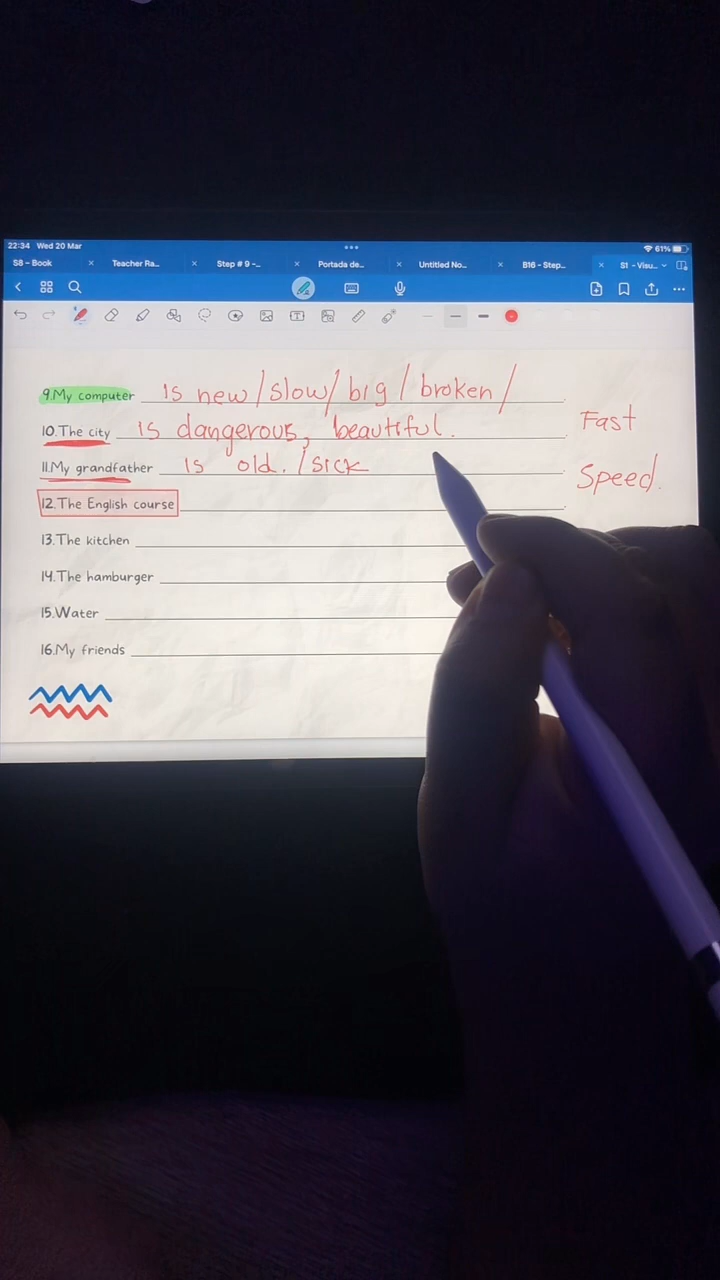 22:34 Wed 20 Mar
61%
S8 – Book
Teacher Ra...
Step # 9 –...
Portada de...
Untitled No...
B16 – Step...
S1 – Visu...
9.My computer is new / slow / big / broken /
10.The city is dangerous, beautiful.
Fast
11.My grandfather is old. / sick
Speed.
12.The English course
13.The kitchen
14.The hamburger
15.Water
16.My friends